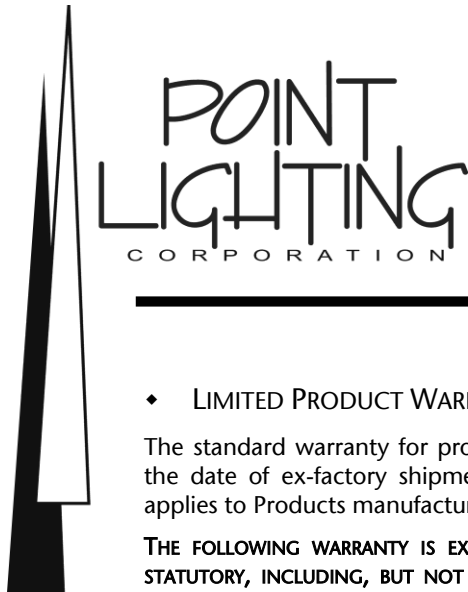 POINT
LIGHTING
CORPORATION
◆ LIMITED PRODUCT
The standard warranty for
the date of ex-factory
applies to Products
THE FOLLOWING WARRANTY IS
STATUTORY, INCLUDING, BUT NOT